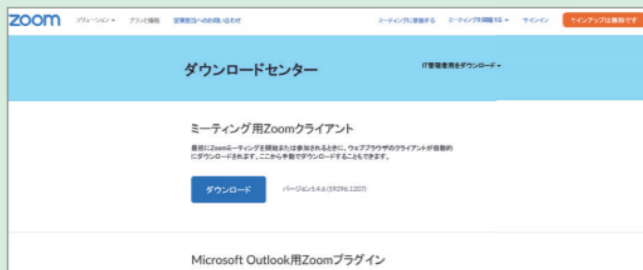 zoom ソリューション プランと価格 営業担当へのお問い合わせ ミーティングに参加する ミーティングを開催する サインイン サインアップは無料です
ダウンロードセンター IT管理者用をダウンロード
ミーティング用Zoomクライアント
最初にZoomミーティングを開始または参加されるときに、ウェブブラウザのクライアントが自動的
にダウンロードされます。ここから手動でダウンロードすることもできます。
ダウンロード バージョン5.4.6 (59296.1207)
Microsoft Outlook用Zoomプラグイン